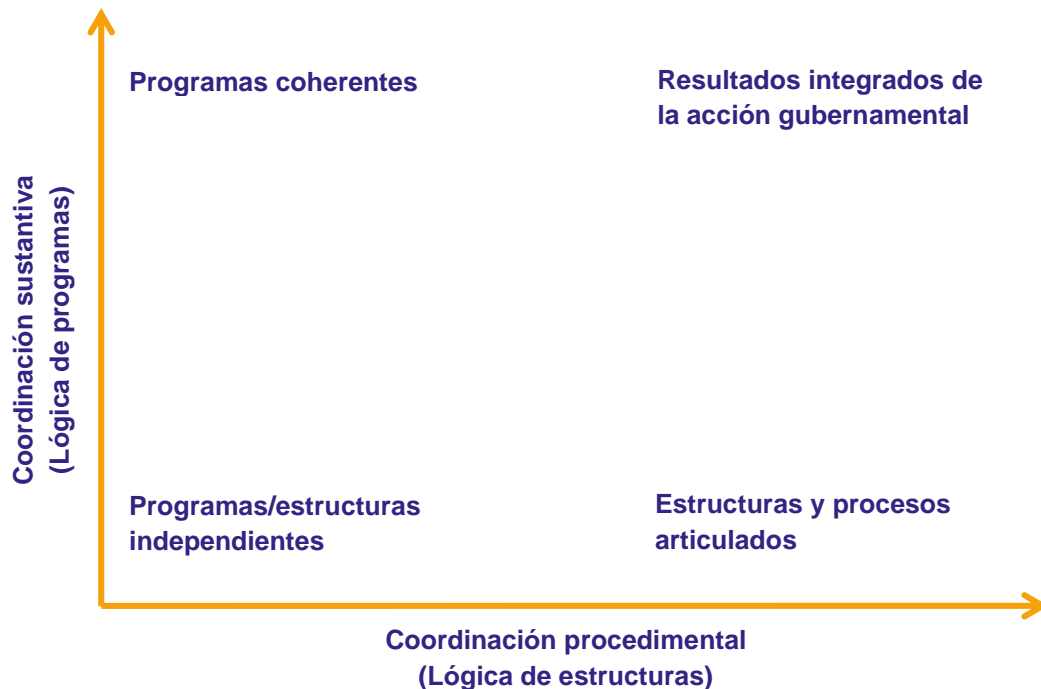 Programas coherentes
Resultados integrados de
la acción gubernamental
Coordinación sustantiva
(Lógica de programas)
Programas/estructuras
independientes
Estructuras y procesos
articulados
Coordinación procedimental
(Lógica de estructuras)